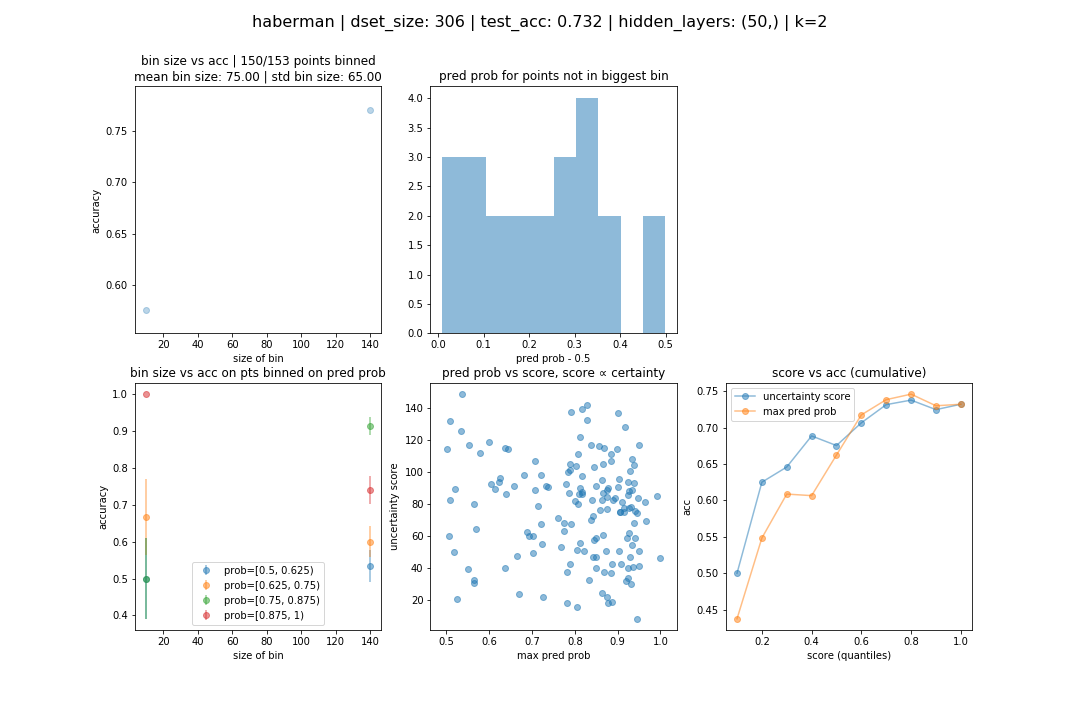 haberman | dset_size: 306 | test_acc: 0.732 | hidden_layers: (50,) | k=2
bin size vs acc | 150/153 points binned
mean bin size: 75.00 | std bin size: 65.00
accuracy
0.75
0.70
0.65
0.60
20 40 60 80 100 120 140
size of bin
pred prob for points not in biggest bin
4.0
3.5
3.0
2.5
2.0
1.5
1.0
0.5
0.0
0.0 0.1 0.2 0.3 0.4 0.5
pred prob - 0.5
bin size vs acc on pts binned on pred prob
accuracy
1.0
0.9
0.8
0.7
0.6
0.5
0.4
prob=[0.5, 0.625)
prob=[0.625, 0.75)
prob=[0.75, 0.875)
prob=[0.875, 1)
20 40 60 80 100 120 140
size of bin
pred prob vs score, score ∝ certainty
uncertainty score
140
120
100
80
60
40
20
0.5 0.6 0.7 0.8 0.9 1.0
max pred prob
score vs acc (cumulative)
acc
0.75
0.70
0.65
0.60
0.55
0.50
0.45
uncertainty score
max pred prob
0.2 0.4 0.6 0.8 1.0
score (quantiles)